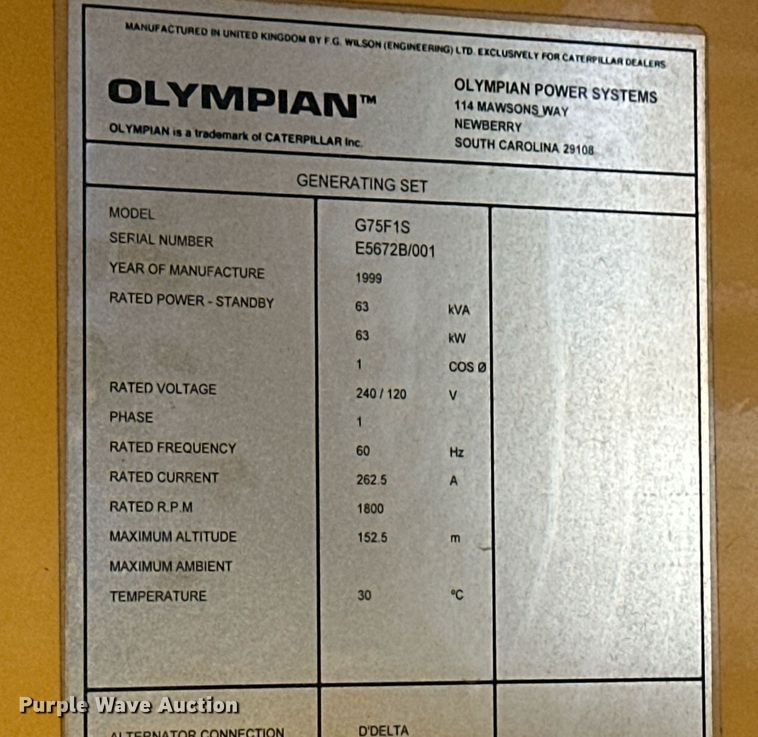 MANUFACTURED IN UNITED KINGDOM BY F.G. WILSON (ENGINEERING) LTD. EXCLUSIVELY FOR CATERPILLAR DEALERS
OLYMPIAN™
OLYMPIAN is a trademark of CATERPILLAR Inc.
OLYMPIAN POWER SYSTEMS
114 MAWSONS WAY
NEWBERRY
SOUTH CAROLINA 29108
GENERATING SET
MODEL G75F1S
SERIAL NUMBER E5672B/001
YEAR OF MANUFACTURE 1999
RATED POWER - STANDBY 63 kVA
63 kW
1 COS Ø
RATED VOLTAGE 240 / 120 V
PHASE 1
RATED FREQUENCY 60 Hz
RATED CURRENT 262.5 A
RATED R.P.M 1800
MAXIMUM ALTITUDE 152.5 m
MAXIMUM AMBIENT
TEMPERATURE 30 °C
ALTERNATOR CONNECTION D'DELTA
Purple Wave Auction